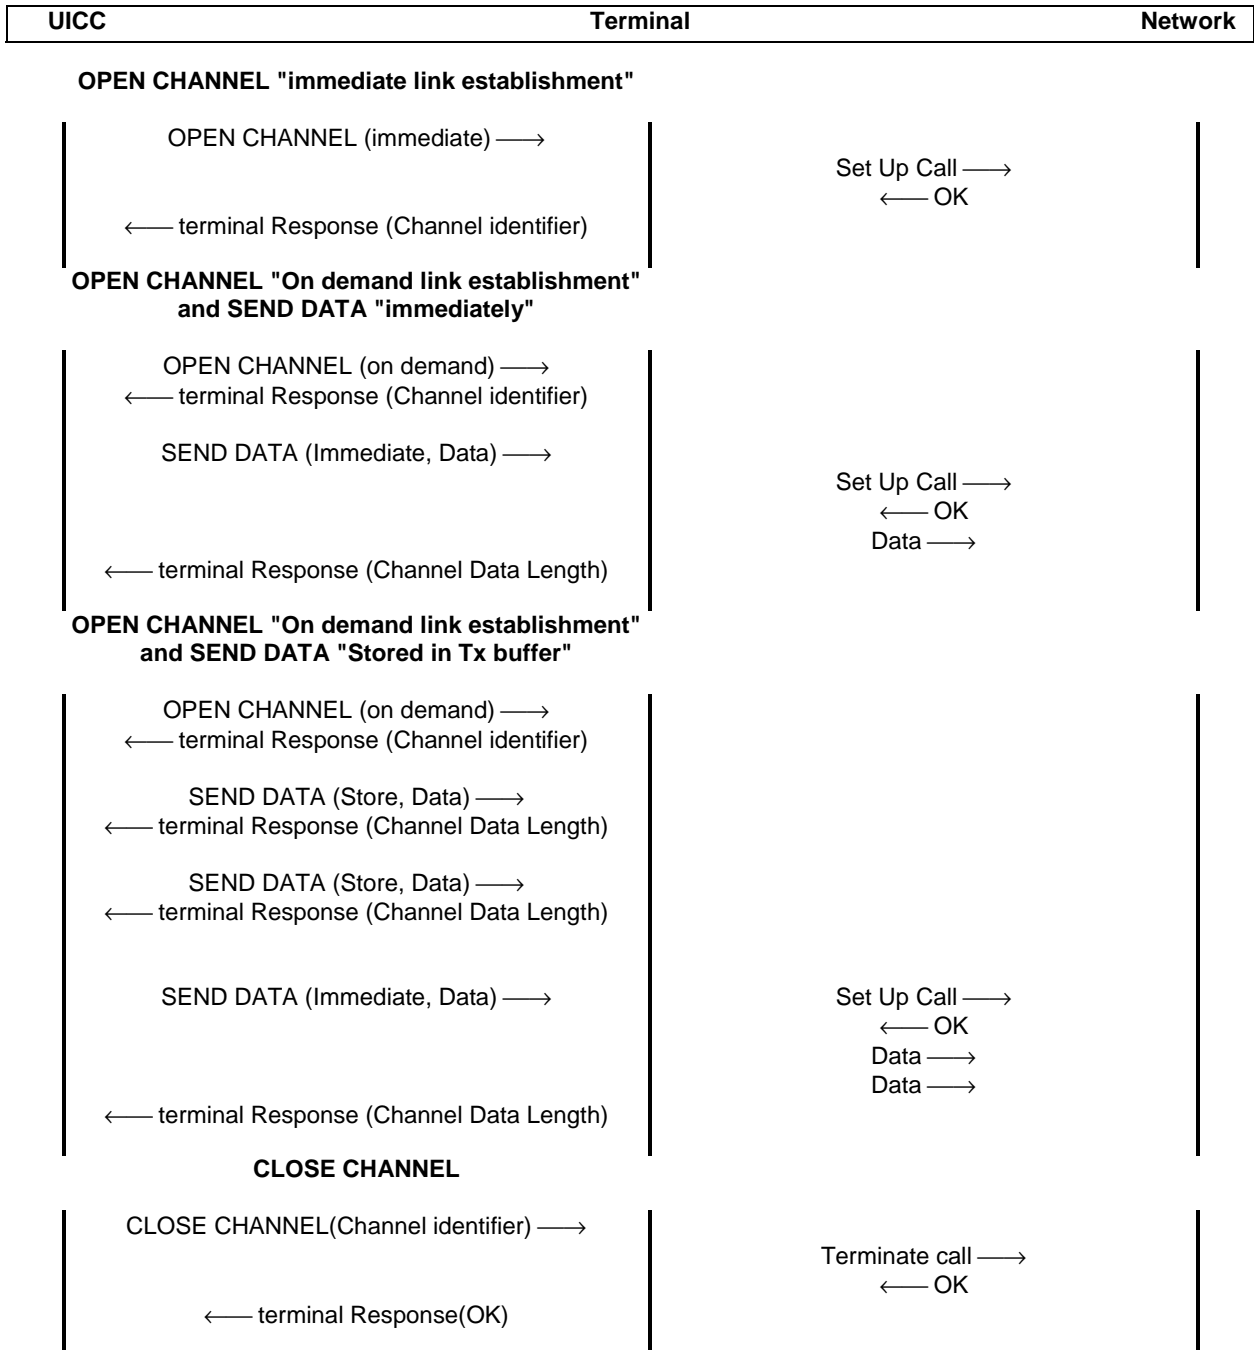 UICC Terminal Network
OPEN CHANNEL "immediate link establishment"
OPEN CHANNEL (immediate) ⟶
Set Up Call ⟶
⟵ OK
⟵ terminal Response (Channel identifier)
OPEN CHANNEL "On demand link establishment"
and SEND DATA "immediately"
OPEN CHANNEL (on demand) ⟶
⟵ terminal Response (Channel identifier)
SEND DATA (Immediate, Data) ⟶
Set Up Call ⟶
⟵ OK
Data ⟶
⟵ terminal Response (Channel Data Length)
OPEN CHANNEL "On demand link establishment"
and SEND DATA "Stored in Tx buffer"
OPEN CHANNEL (on demand) ⟶
⟵ terminal Response (Channel identifier)
SEND DATA (Store, Data) ⟶
⟵ terminal Response (Channel Data Length)
SEND DATA (Store, Data) ⟶
⟵ terminal Response (Channel Data Length)
SEND DATA (Immediate, Data) ⟶ Set Up Call ⟶
⟵ OK
Data ⟶
Data ⟶
⟵ terminal Response (Channel Data Length)
CLOSE CHANNEL
CLOSE CHANNEL(Channel identifier) ⟶
Terminate call ⟶
⟵ OK
⟵ terminal Response(OK)